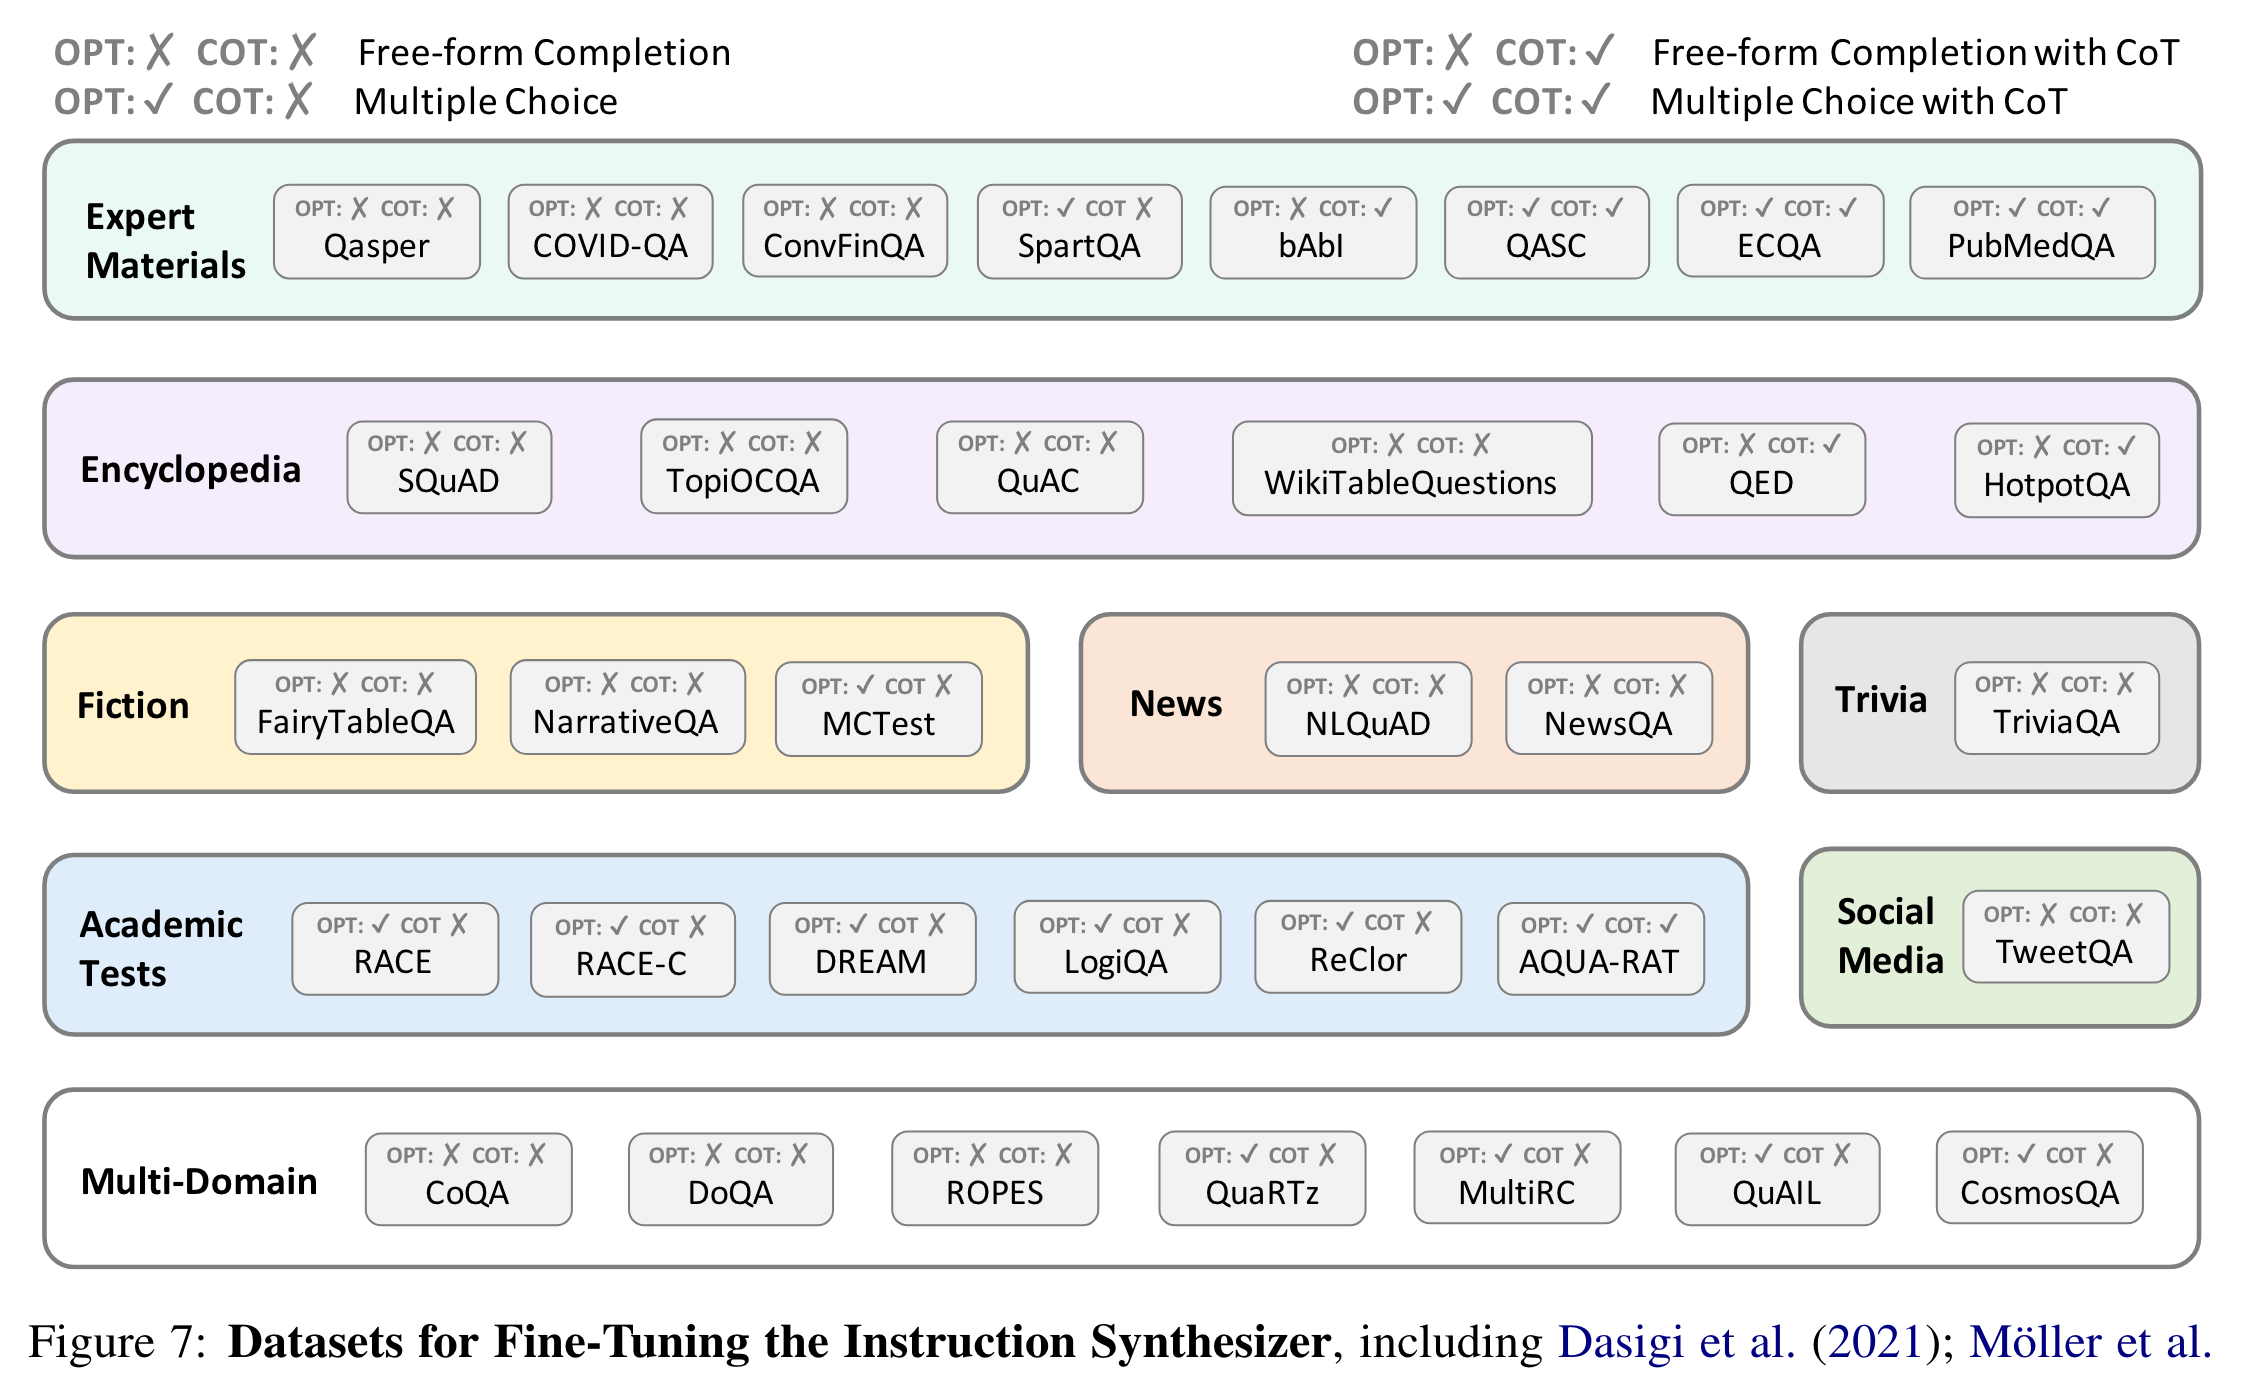 OPT: ✗ COT: ✗ Free-form Completion
OPT: ✓ COT: ✗ Multiple Choice
OPT: ✗ COT: ✓ Free-form Completion with CoT
OPT: ✓ COT: ✓ Multiple Choice with CoT
Expert
Materials
OPT: ✗ COT: ✗
Qasper
OPT: ✗ COT: ✗
COVID-QA
OPT: ✗ COT: ✗
ConvFinQA
OPT: ✓ COT ✗
SpartQA
OPT: ✗ COT: ✓
bAbI
OPT: ✓ COT: ✓
QASC
OPT: ✓ COT: ✓
ECQA
OPT: ✓ COT: ✓
PubMedQA
Encyclopedia
OPT: ✗ COT: ✗
SQuAD
OPT: ✗ COT: ✗
TopiOCQA
OPT: ✗ COT: ✗
QuAC
OPT: ✗ COT: ✗
WikiTableQuestions
OPT: ✗ COT: ✓
QED
OPT: ✗ COT: ✓
HotpotQA
Fiction
OPT: ✗ COT: ✗
FairyTableQA
OPT: ✗ COT: ✗
NarrativeQA
OPT: ✓ COT ✗
MCTest
News
OPT: ✗ COT: ✗
NLQuAD
OPT: ✗ COT: ✗
NewsQA
Trivia
OPT: ✗ COT: ✗
TriviaQA
Academic
Tests
OPT: ✓ COT ✗
RACE
OPT: ✓ COT ✗
RACE-C
OPT: ✓ COT ✗
DREAM
OPT: ✓ COT ✗
LogiQA
OPT: ✓ COT ✗
ReClor
OPT: ✓ COT: ✓
AQUA-RAT
Social
Media
OPT: ✗ COT: ✗
TweetQA
Multi-Domain
OPT: ✗ COT: ✗
CoQA
OPT: ✗ COT: ✗
DoQA
OPT: ✗ COT: ✗
ROPES
OPT: ✓ COT ✗
QuaRTz
OPT: ✓ COT ✗
MultiRC
OPT: ✓ COT ✗
QuAIL
OPT: ✓ COT ✗
CosmosQA
Figure 7: Datasets for Fine-Tuning the Instruction Synthesizer, including Dasigi et al. (2021); Möller et al.